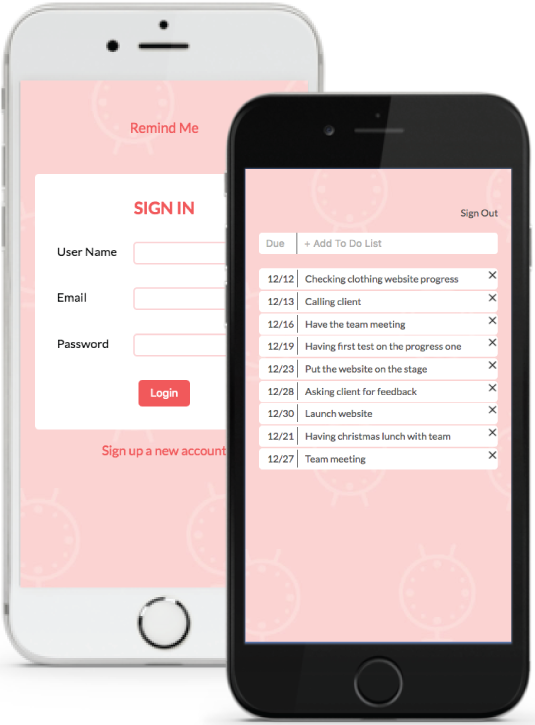 Remind Me
SIGN IN
User Name
Email
Password
Login
Sign up a new account
Sign Out
Due + Add To Do List
12/12 Checking clothing website progress ×
12/13 Calling client ×
12/16 Have the team meeting ×
12/19 Having first test on the progress one ×
12/23 Put the website on the stage ×
12/28 Asking client for feedback ×
12/30 Launch website ×
12/21 Having christmas lunch with team ×
12/27 Team meeting ×